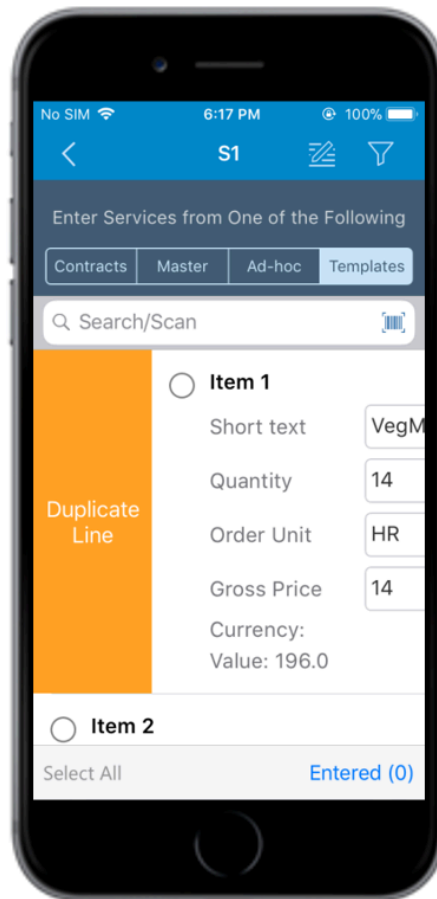 No SIM 6:17 PM 100%
S1
Enter Services from One of the Following
Contracts Master Ad-hoc Templates
Search/Scan
Item 1
Short text VegM
Quantity 14
Duplicate
Line
Order Unit HR
Gross Price 14
Currency:
Value: 196.0
Item 2
Select All Entered (0)